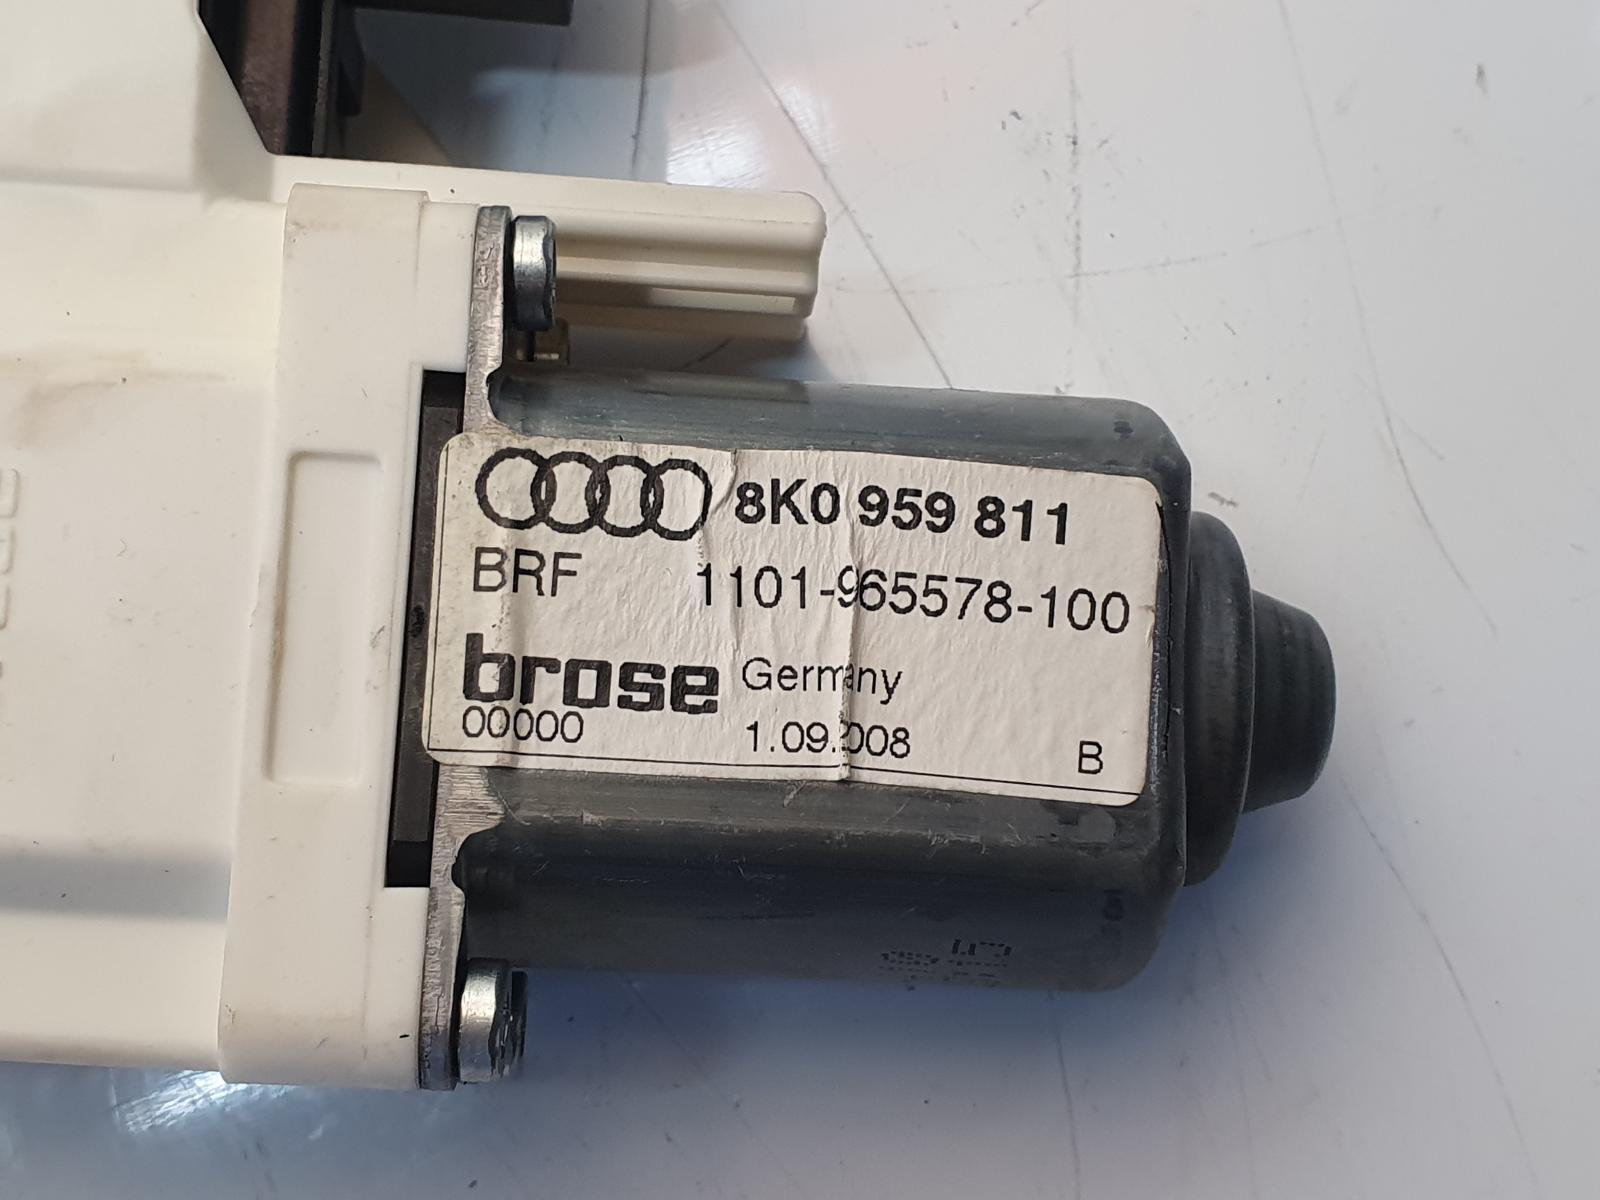 8K0 959 811
BRF 1101-965578-100
brose Germany
00000 1.09.2008 B